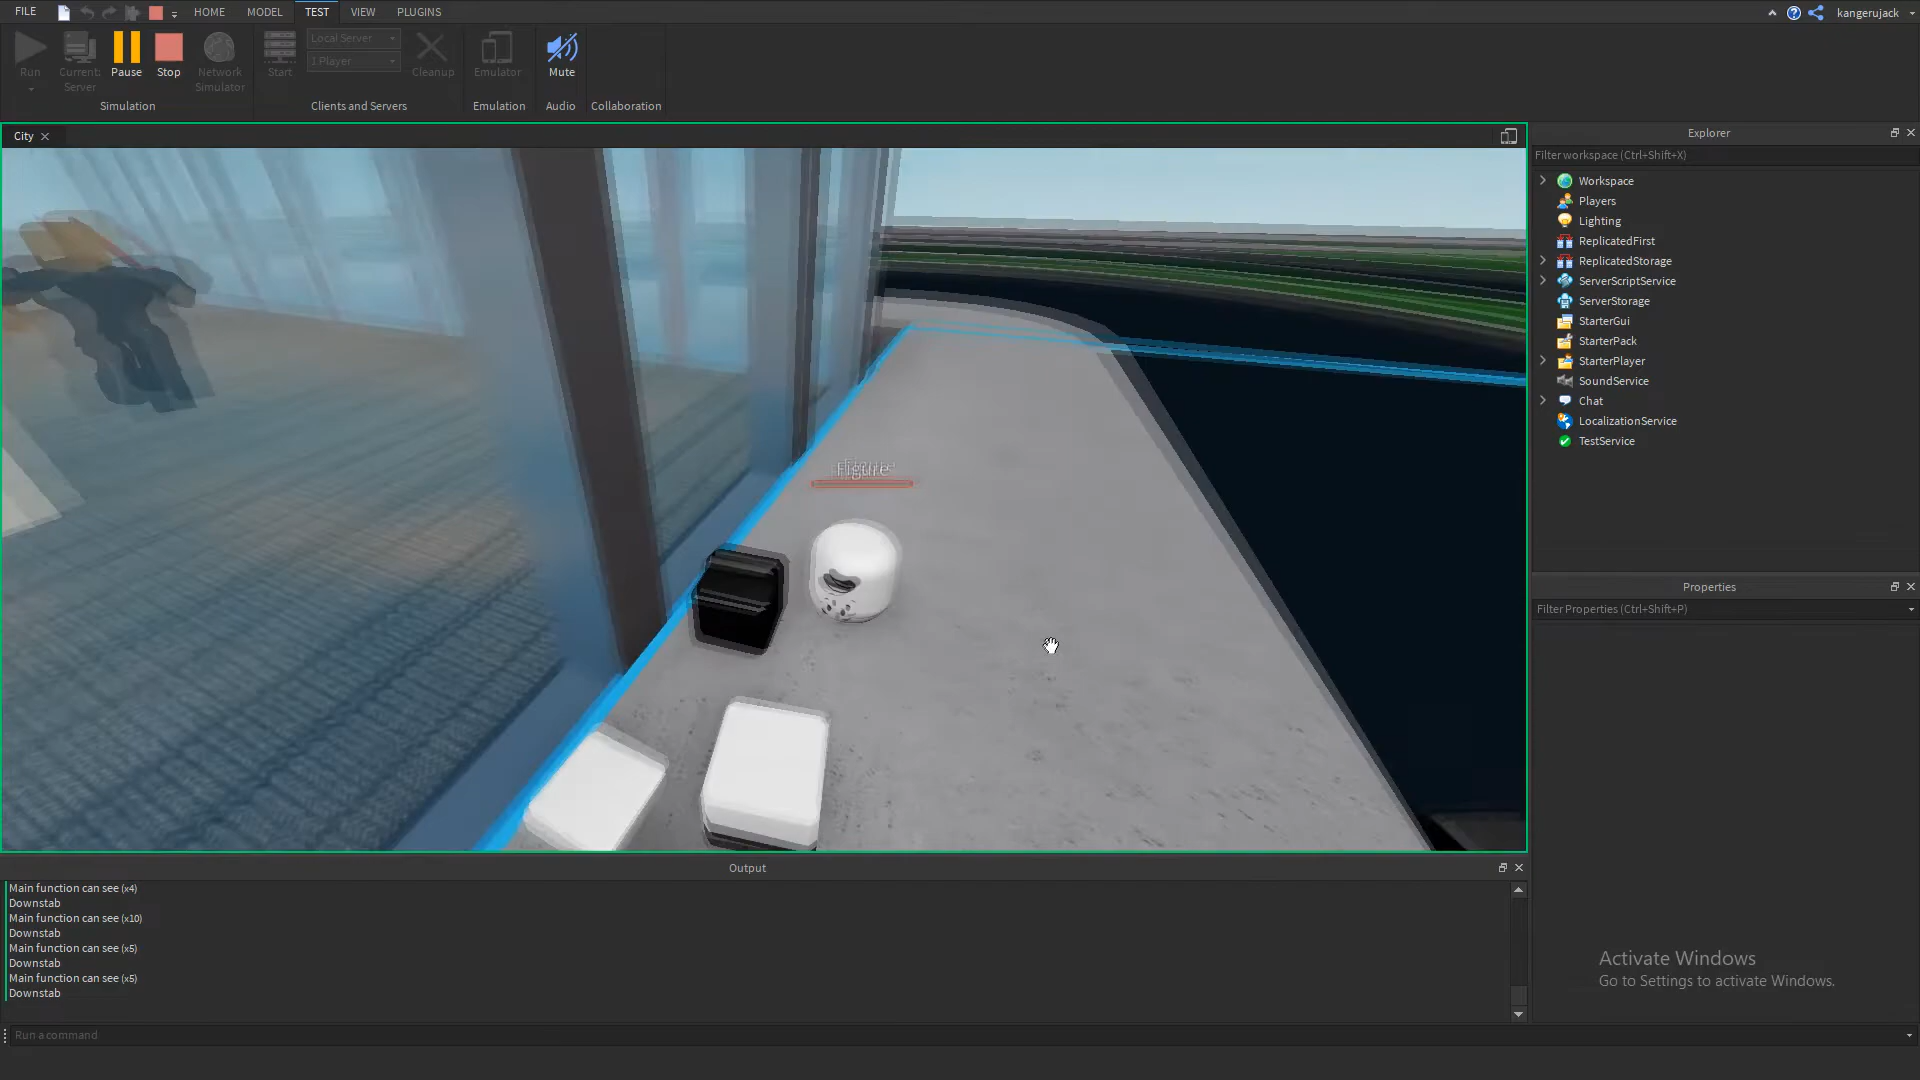 FILE
HOME
MODEL
TEST
VIEW
PLUGINS
kangerujack
Run
Current:
Server
Pause
Stop
Network
Simulator
Simulation
Start
Local Server
1 Player
Cleanup
Clients and Servers
Emulator
Emulation
Mute
Audio
Collaboration
City
Figure
Explorer
Filter workspace (Ctrl+Shift+X)
Workspace
Players
Lighting
ReplicatedFirst
ReplicatedStorage
ServerScriptService
ServerStorage
StarterGui
StarterPack
StarterPlayer
SoundService
Chat
LocalizationService
TestService
Properties
Filter Properties (Ctrl+Shift+P)
Output
Main function can see (x4)
Downstab
Main function can see (x10)
Downstab
Main function can see (x5)
Downstab
Main function can see (x5)
Downstab
Activate Windows
Go to Settings to activate Windows.
Run a command